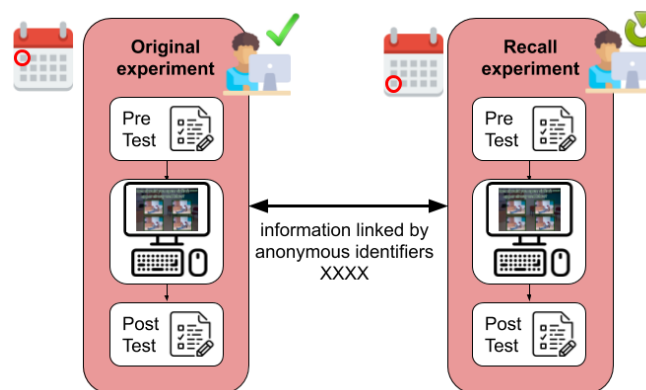 Original
experiment
Pre
Test
Post
Test
information linked by
anonymous identifiers
XXXX
Recall
experiment
Pre
Test
Post
Test